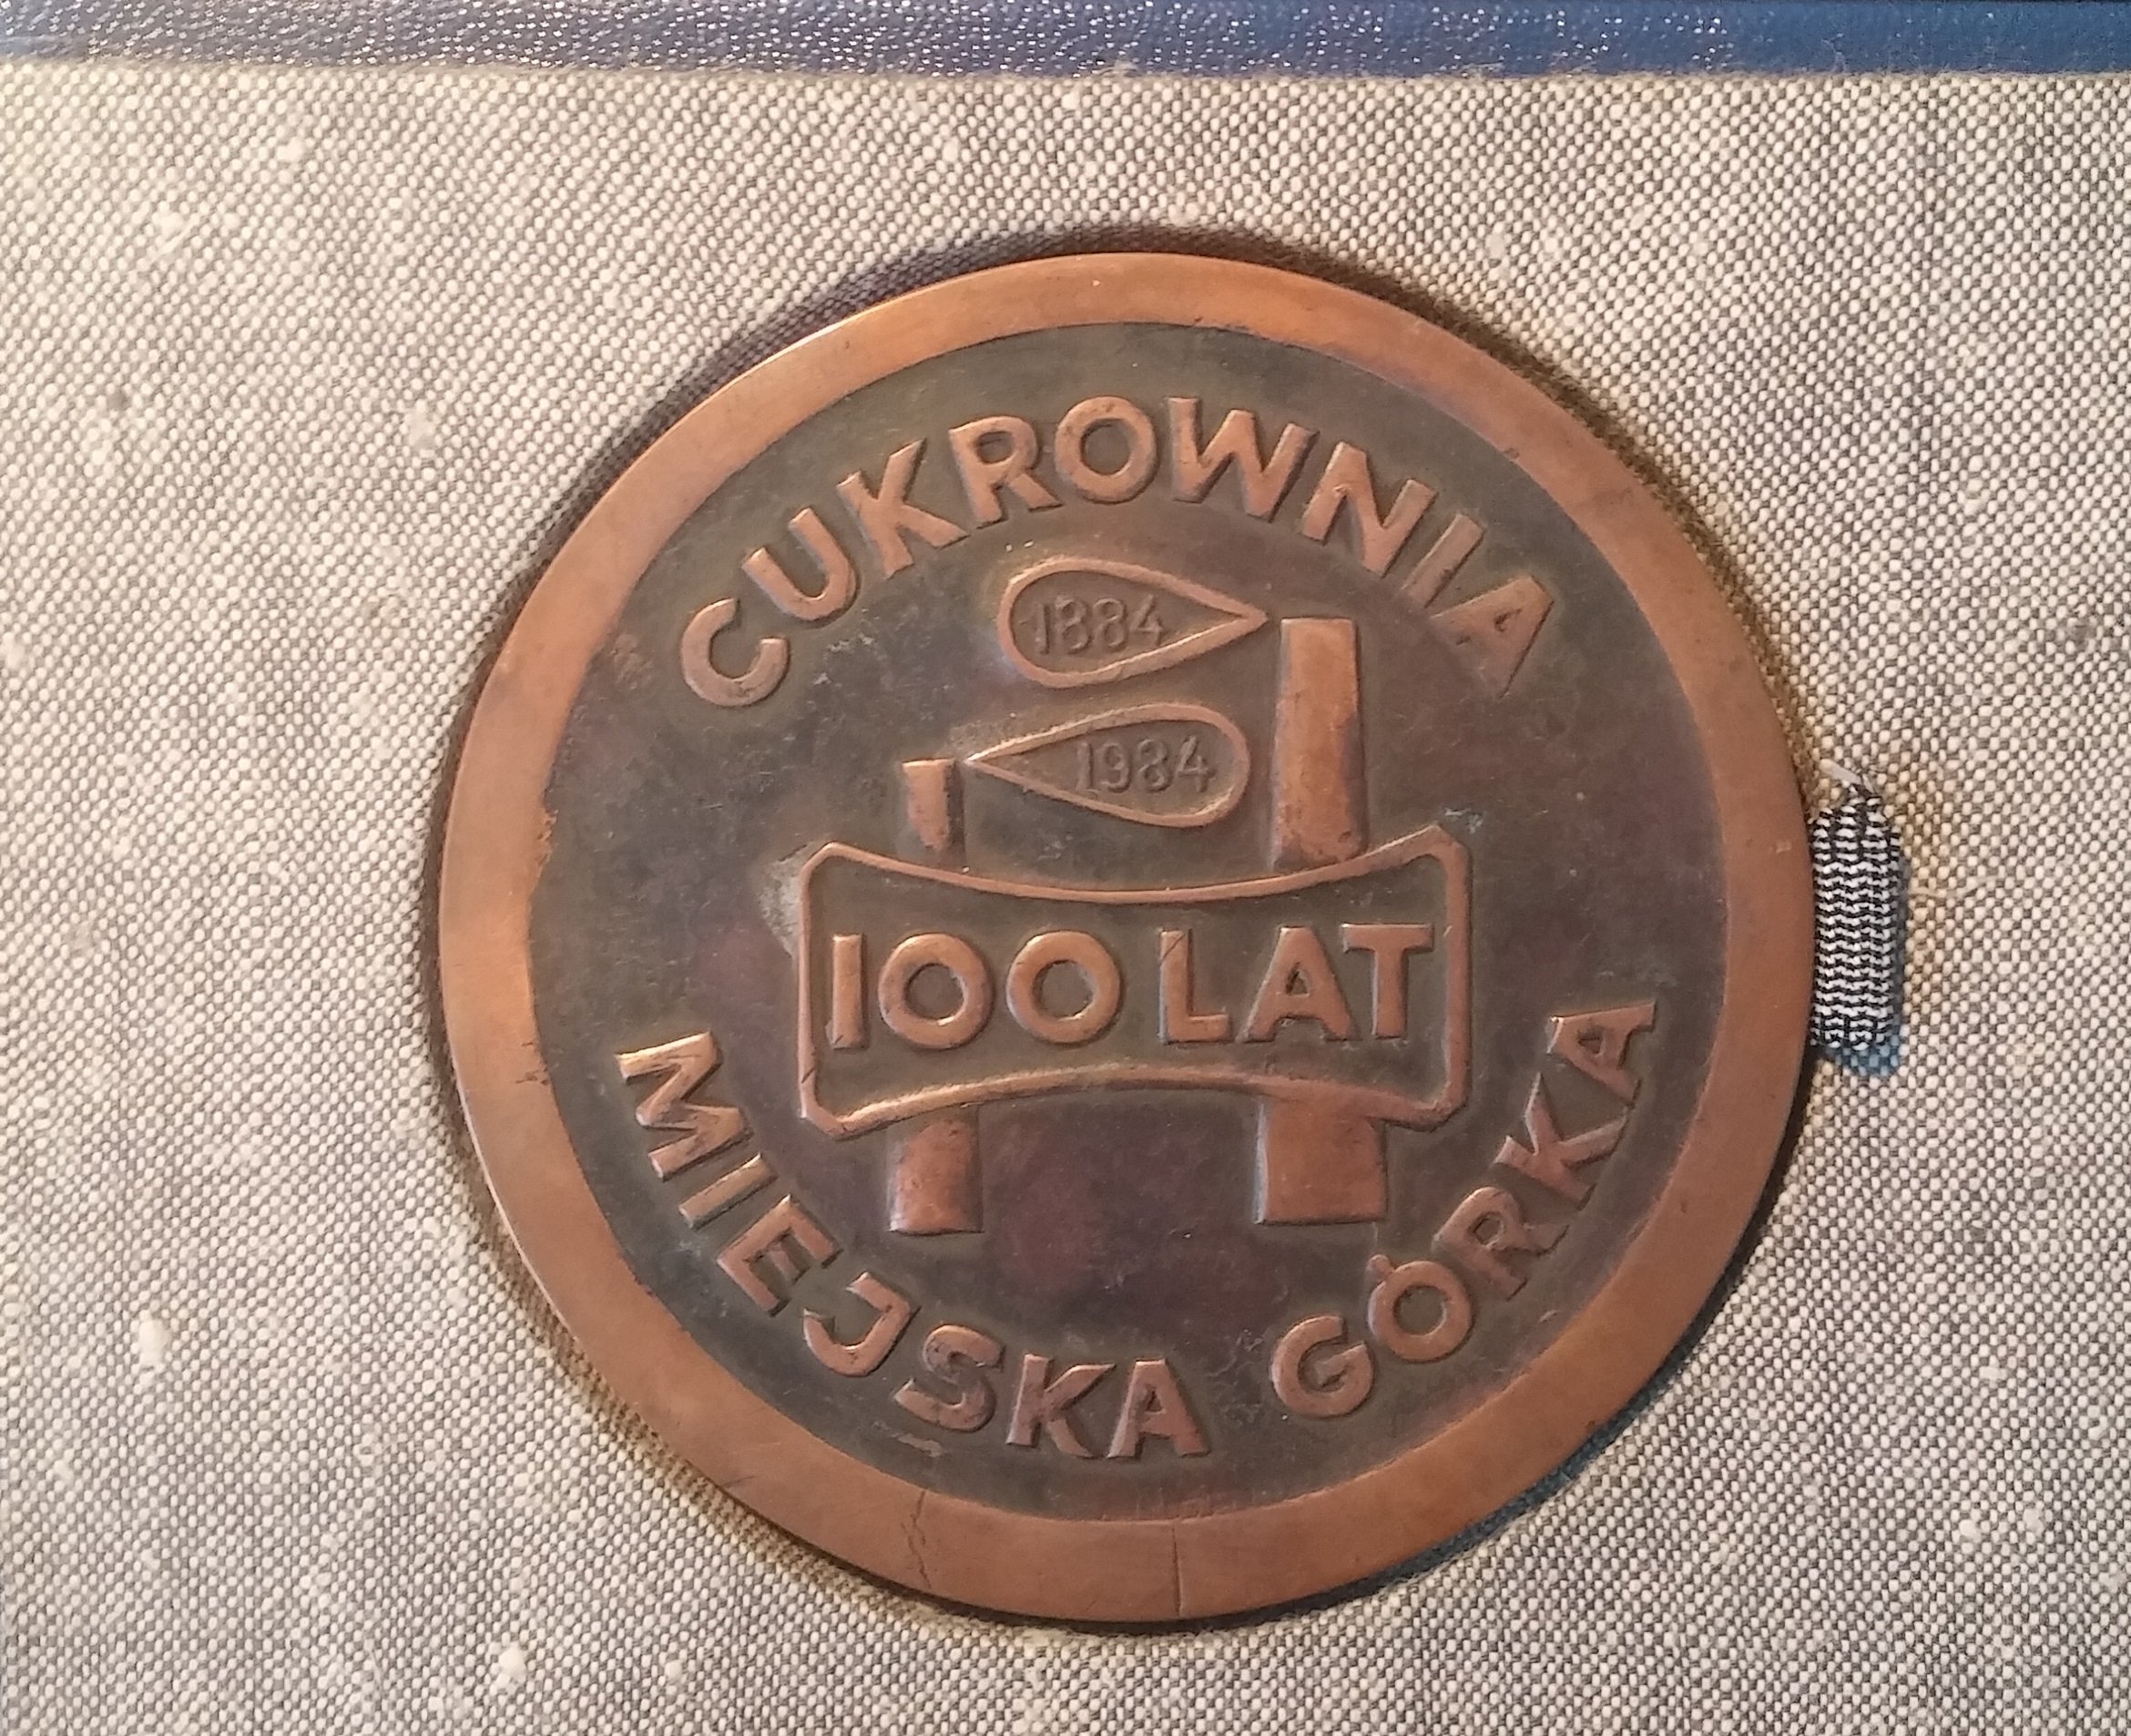 CUKROWNIA
1884
1984
100 LAT
MIEJSKA GÓRKA